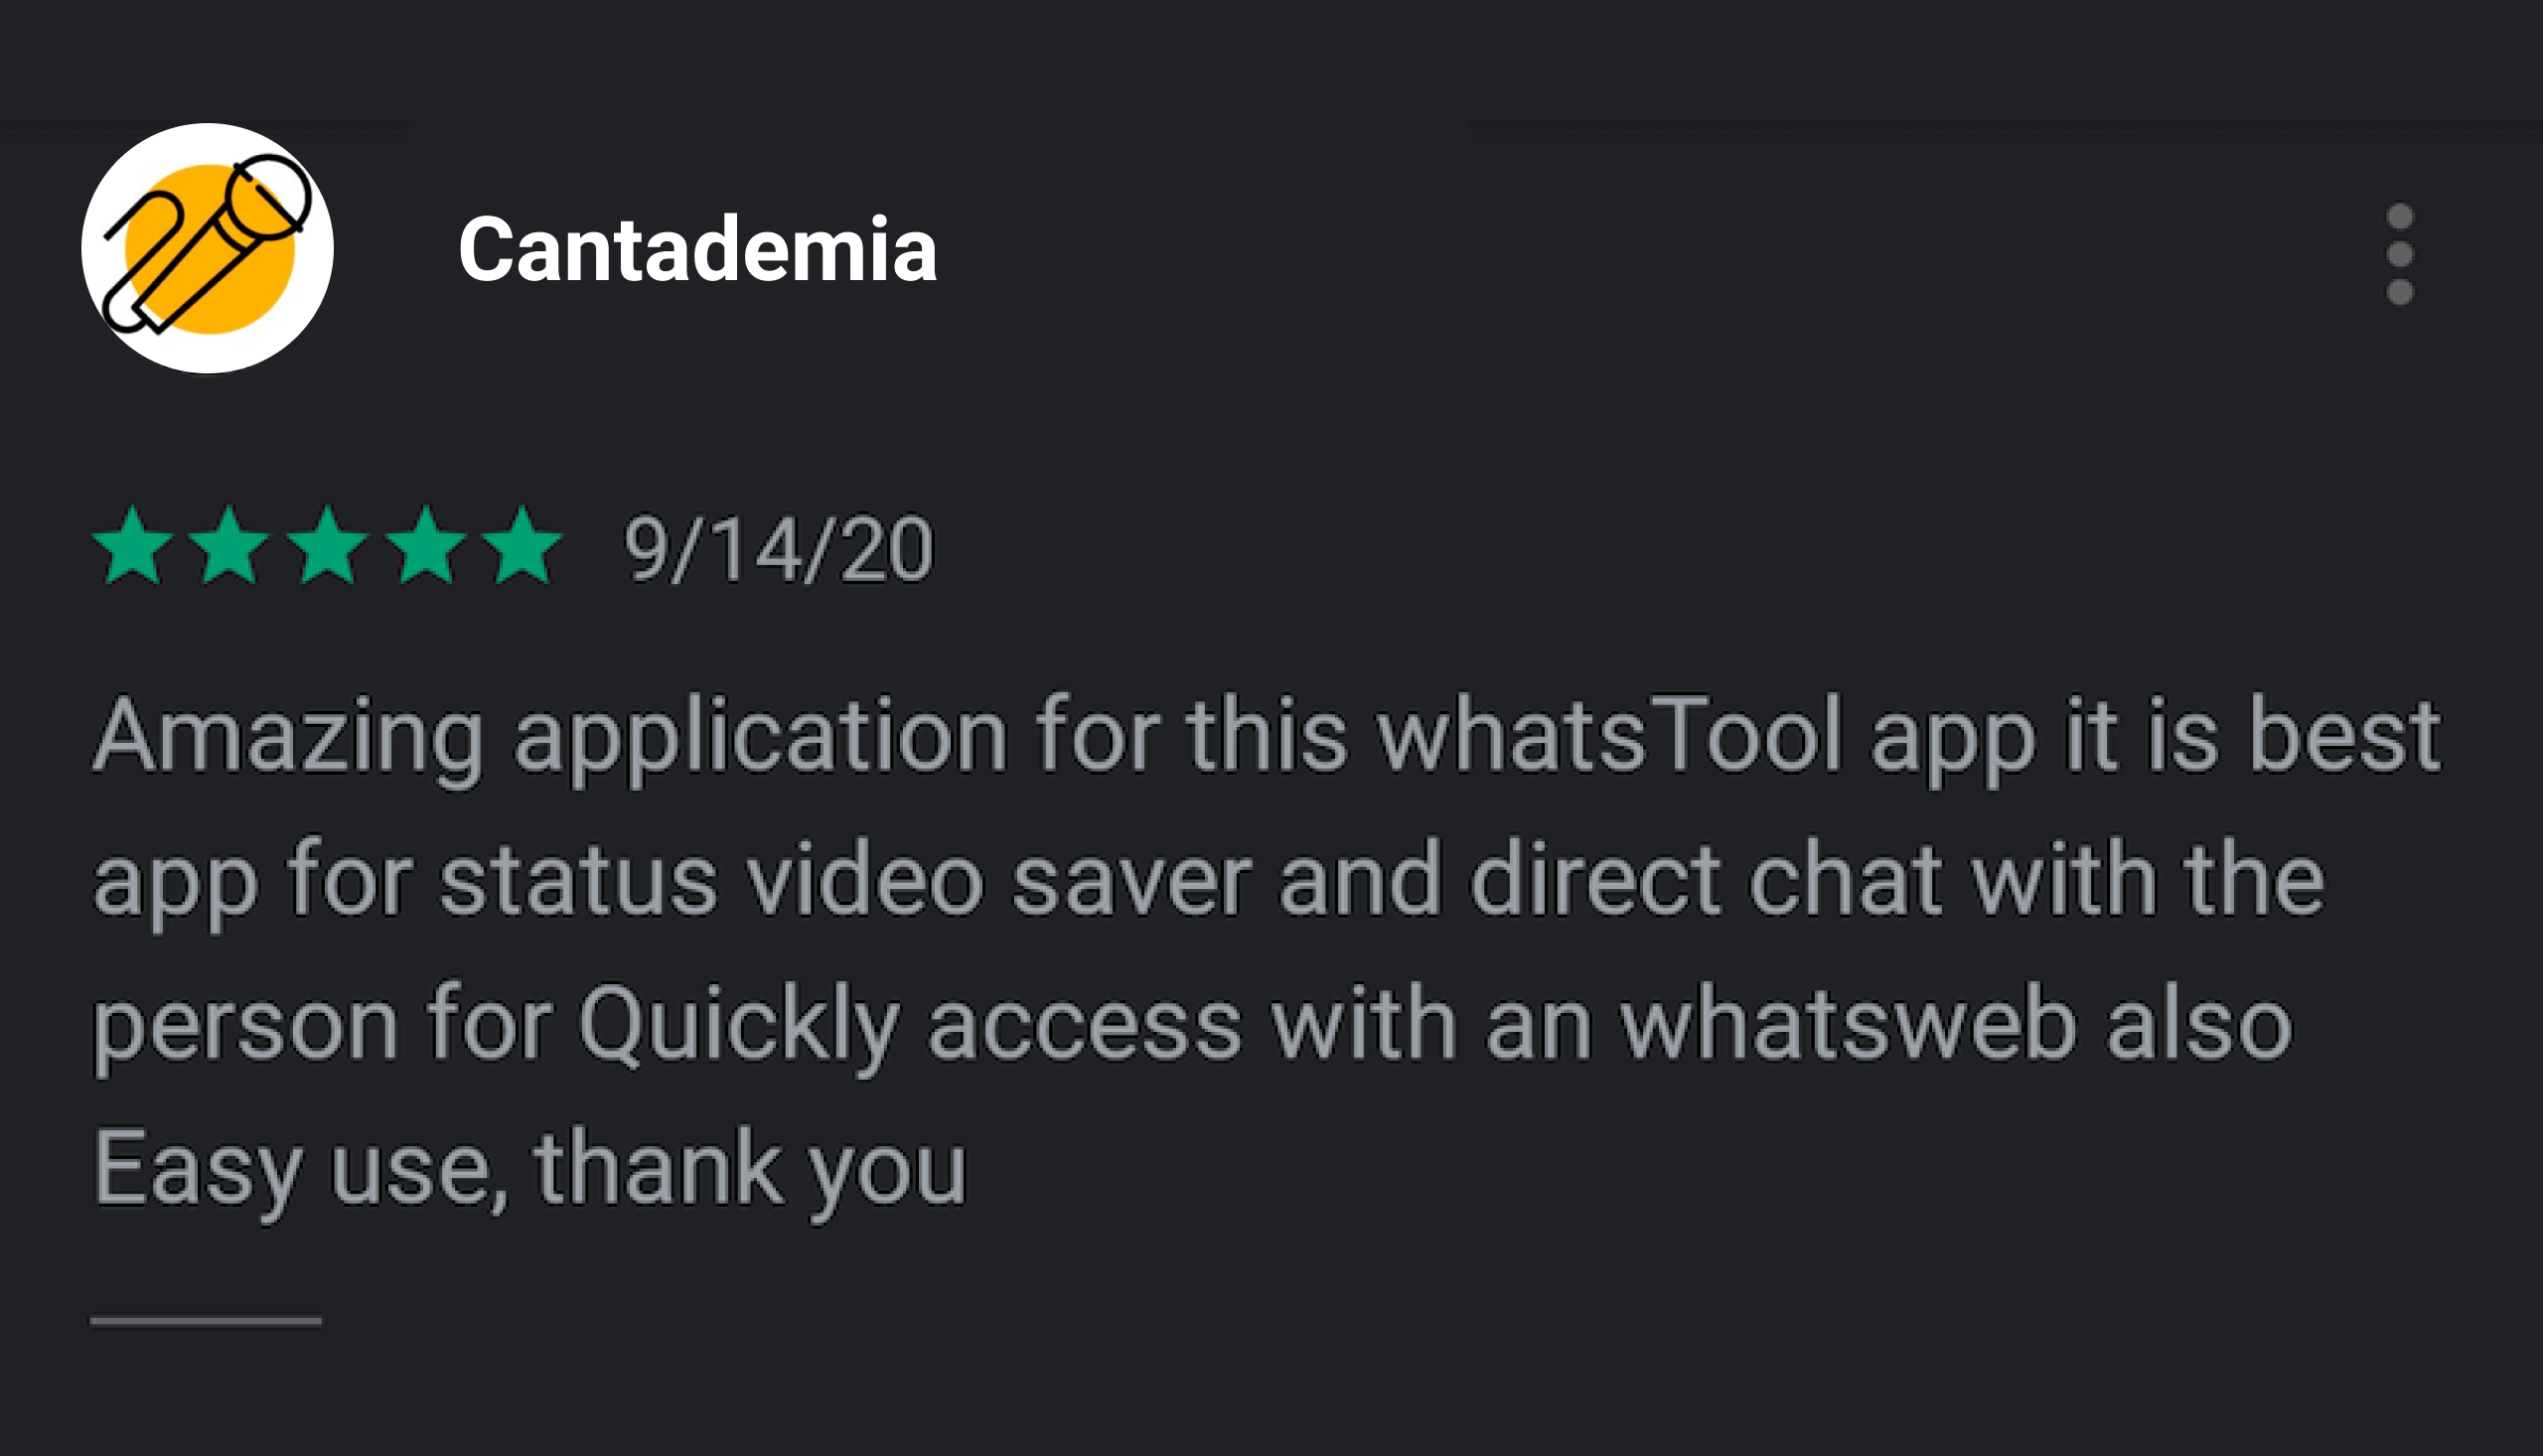 Cantademia
9/14/20
Amazing application for this whatsTool app it is best
app for status video saver and direct chat with the
person for Quickly access with an whatsweb also
Easy use, thank you